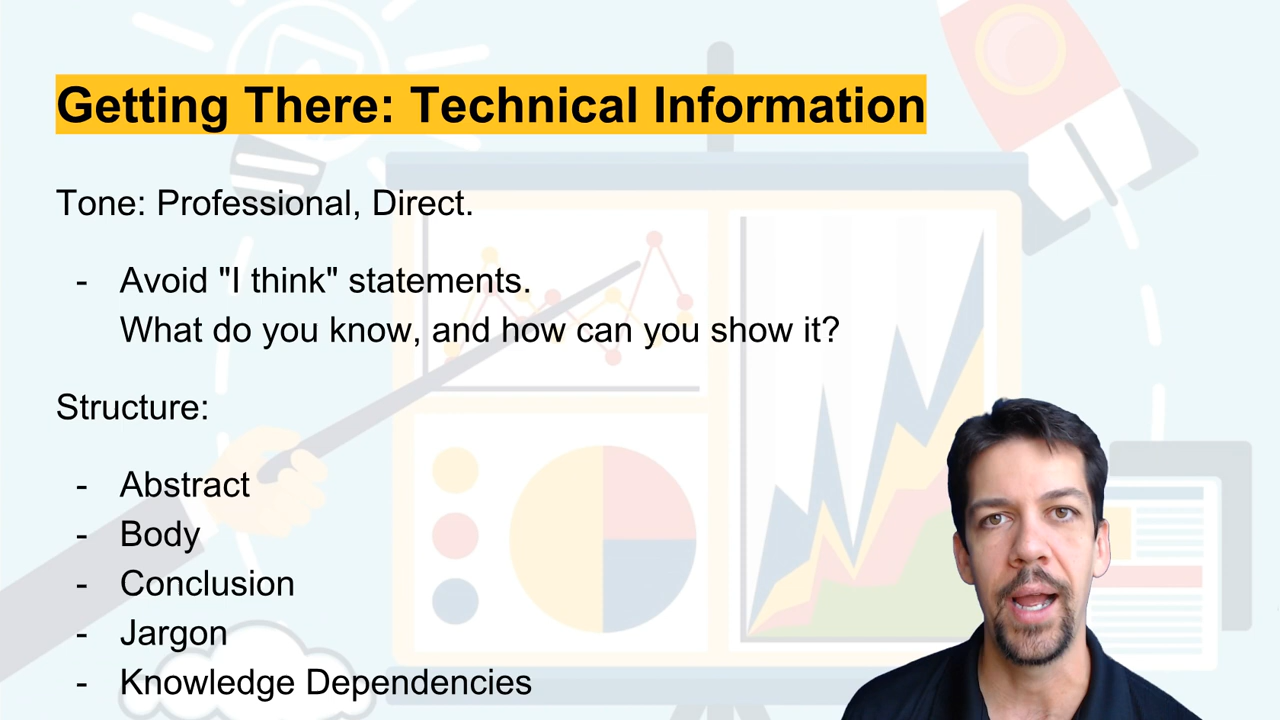 Getting There: Technical Information
Tone: Professional, Direct.
- Avoid "I think" statements.
What do you know, and how can you show it?
Structure:
- Abstract
- Body
- Conclusion
- Jargon
- Knowledge Dependencies